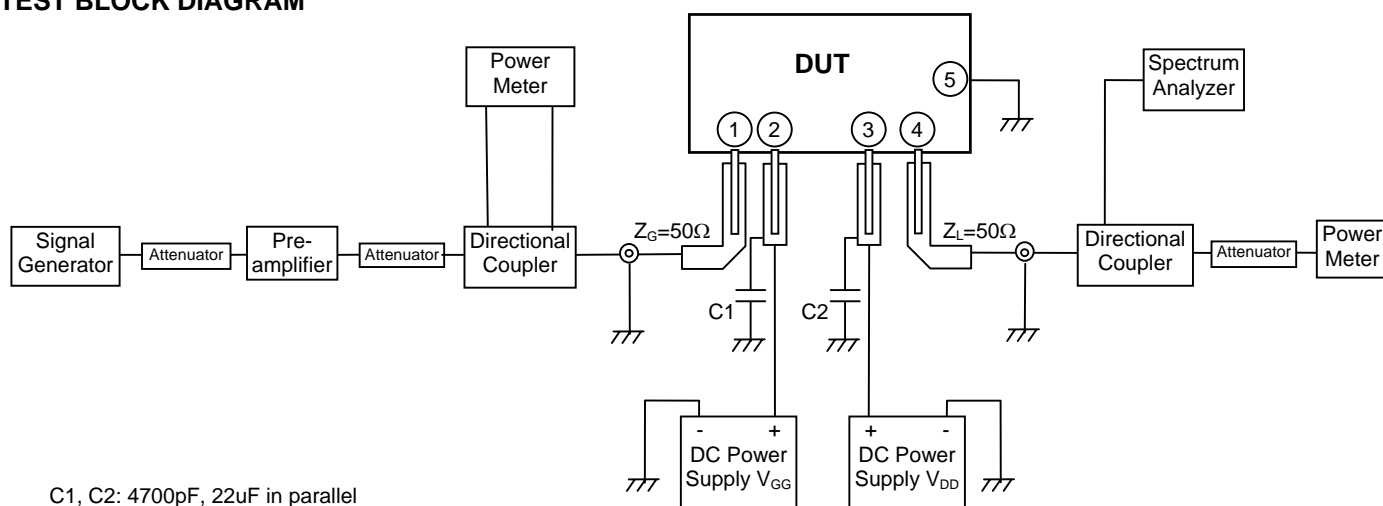 TEST BLOCK DIAGRAM
Power
Meter
DUT
5
Spectrum
Analyzer
1
2
3
4
Signal
Generator
Attenuator
Pre-
amplifier
Attenuator
Directional
Coupler
ZG=50Ω
ZL=50Ω
Directional
Coupler
Attenuator
Power
Meter
C1
C2
- +
DC Power
Supply VGG
+ -
DC Power
Supply VDD
C1, C2: 4700pF, 22uF in parallel